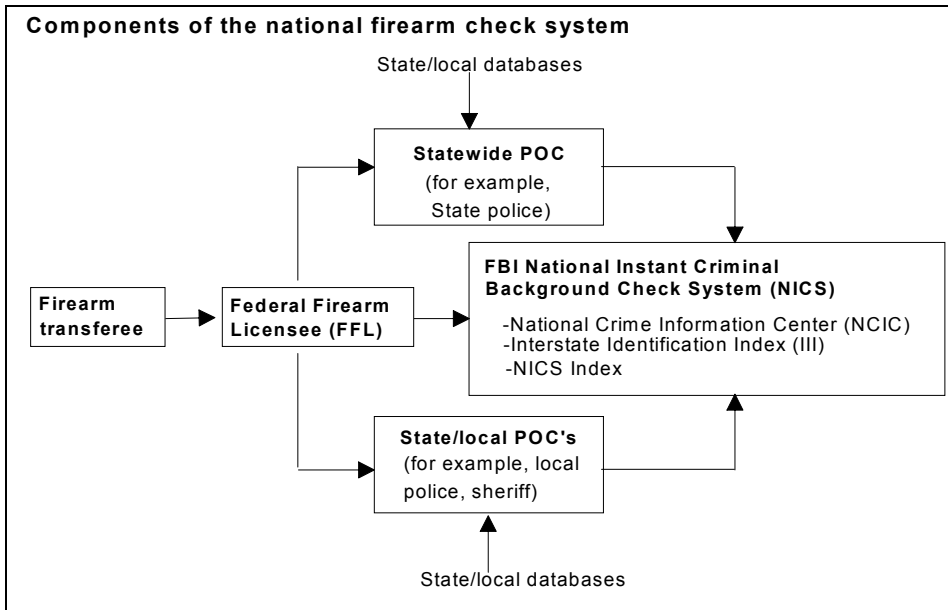 Components of the national firearm check system
State/local databases
Statewide POC
(for example,
State police)
FBI National Instant Criminal
Background Check System (NICS)
-National Crime Information Center (NCIC)
-Interstate Identification Index (III)
-NICS Index
Firearm
transferee
Federal Firearm
Licensee (FFL)
State/local POC's
(for example, local
police, sheriff)
State/local databases